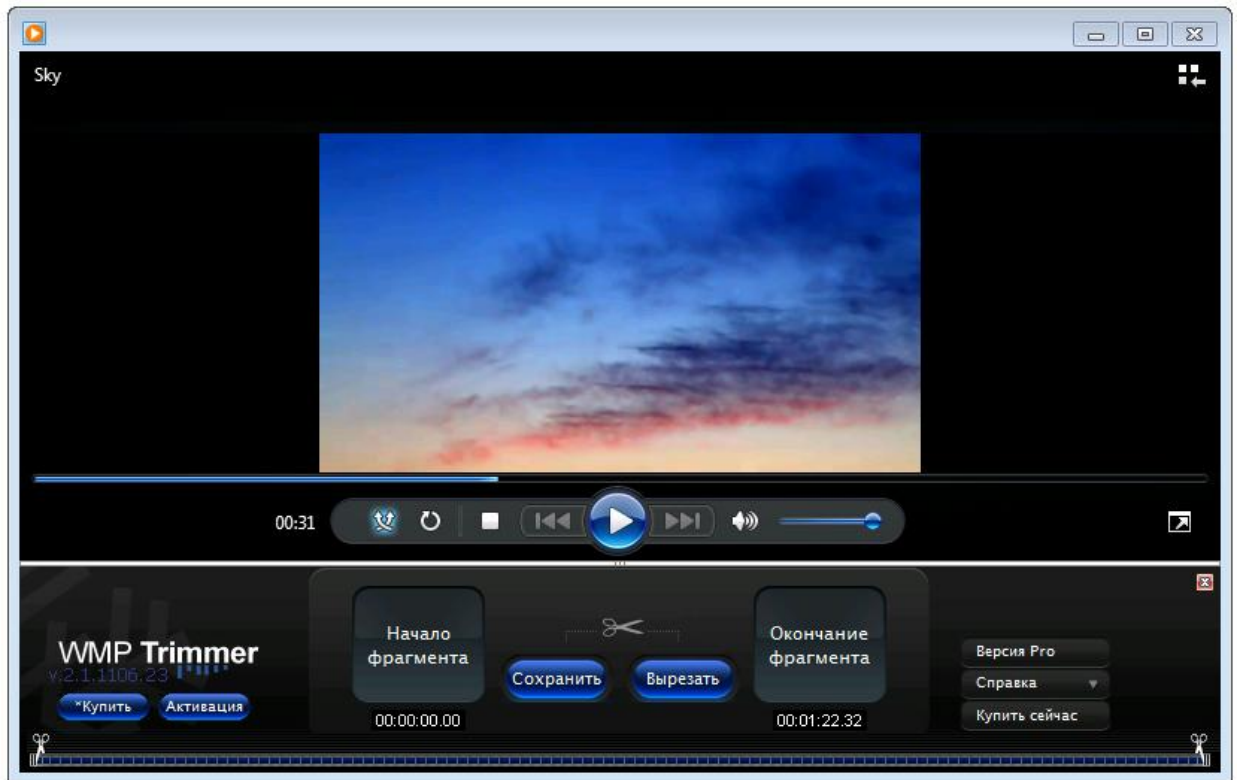 Sky
00:31
Начало
фрагмента
Окончание
фрагмента
WMP Trimmer
v.2.1.1106.23
Сохранить
Вырезать
Версия Pro
Справка
*Купить
Активация
00:00:00.00
00:01:22.32
Купить сейчас